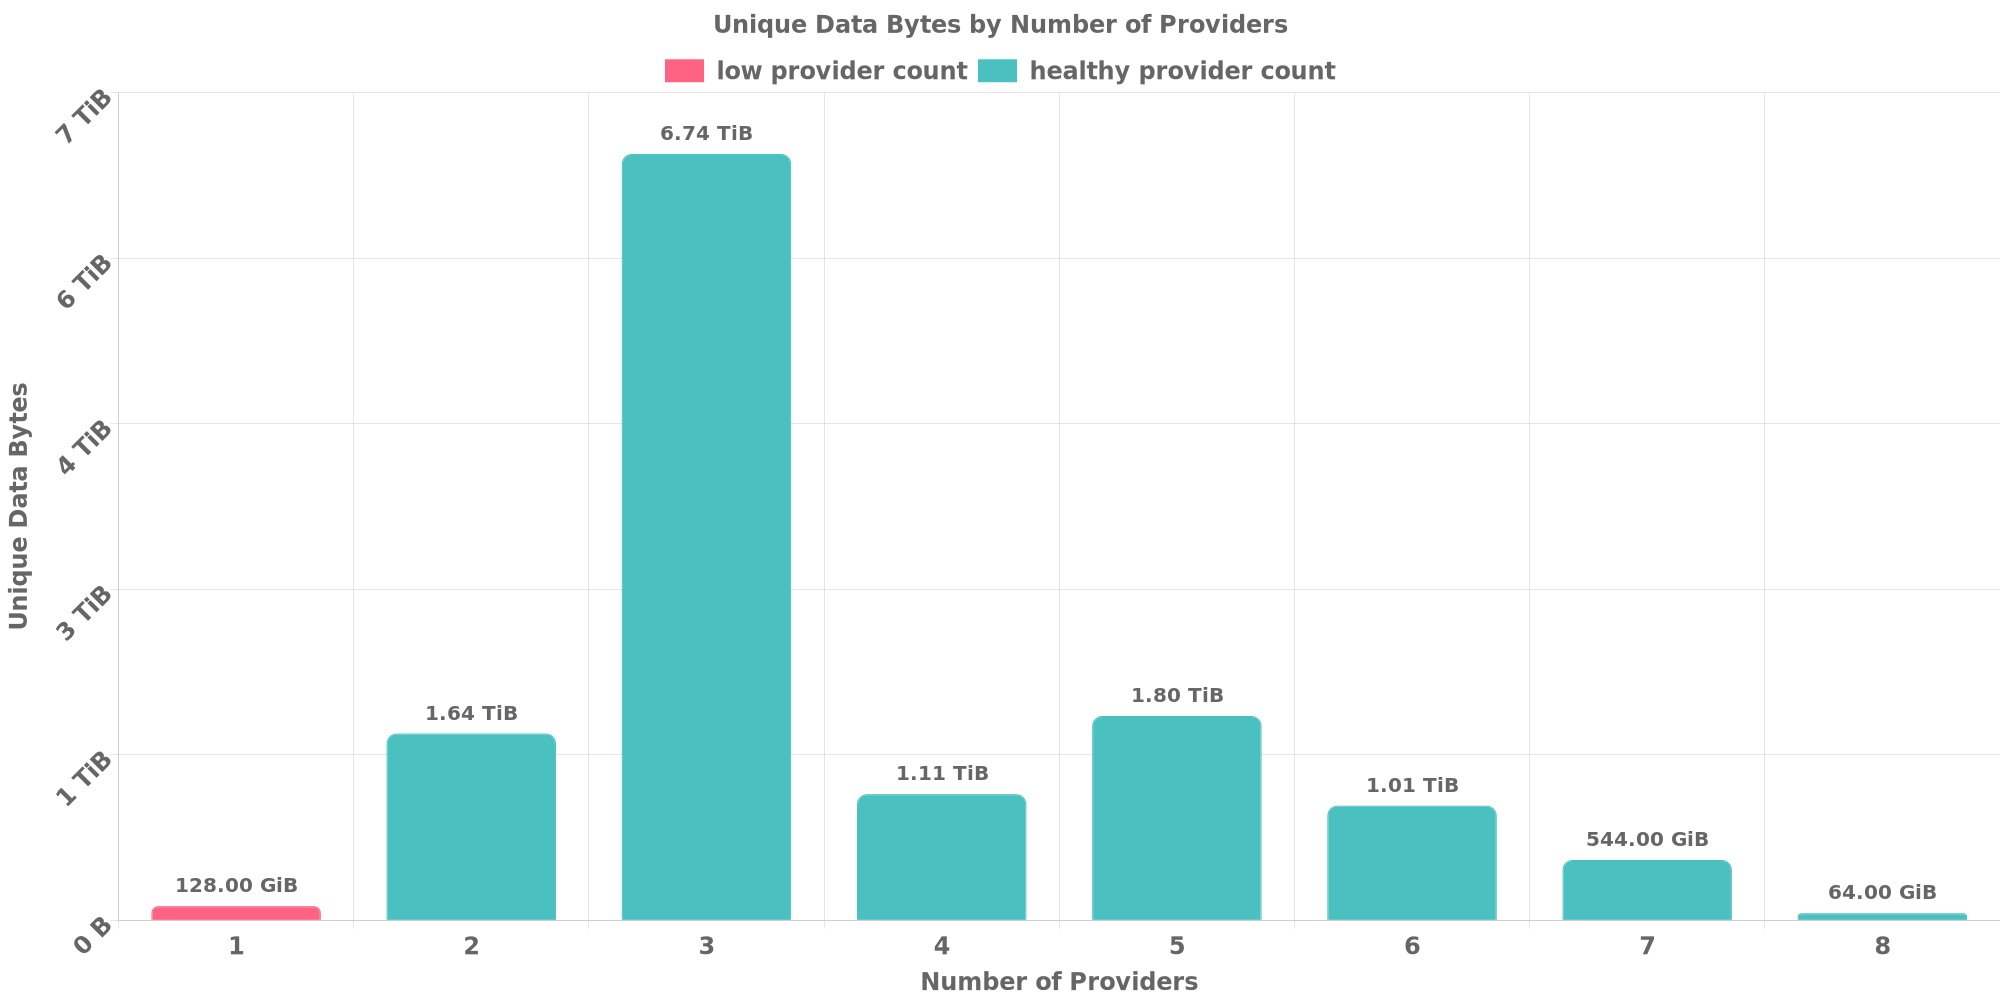 Unique Data Bytes by Number of Providers
low provider count healthy provider count
7 TiB
6 TiB
4 TiB
3 TiB
1 TiB
0 B
Unique Data Bytes
128.00 GiB
1.64 TiB
6.74 TiB
1.11 TiB
1.80 TiB
1.01 TiB
544.00 GiB
64.00 GiB
1 2 3 4 5 6 7 8
Number of Providers